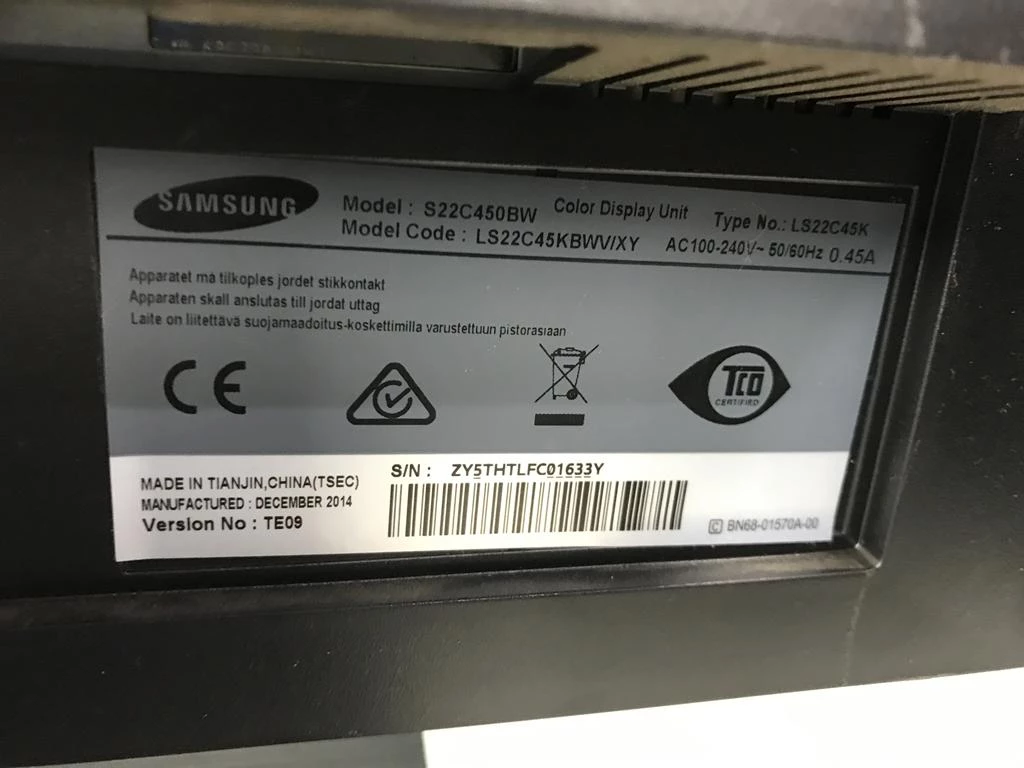 SAMSUNG
Model : S22C450BW Color Display Unit Type No.: LS22C45K
Model Code : LS22C45KBWV/XY AC100-240V~ 50/60Hz 0.45A
Apparatet må tilkoples jordet stikkontakt
Apparaten skall anslutas till jordat uttag
Laite on liitettävä suojamaadoitus-koskettimilla varustettuun pistorasiaan
CE
TCO
CERTIFIED
S/N : ZY5THTLFC01633Y
MADE IN TIANJIN,CHINA(TSEC)
MANUFACTURED : DECEMBER 2014
Version No : TE09
C BN68-01570A-00